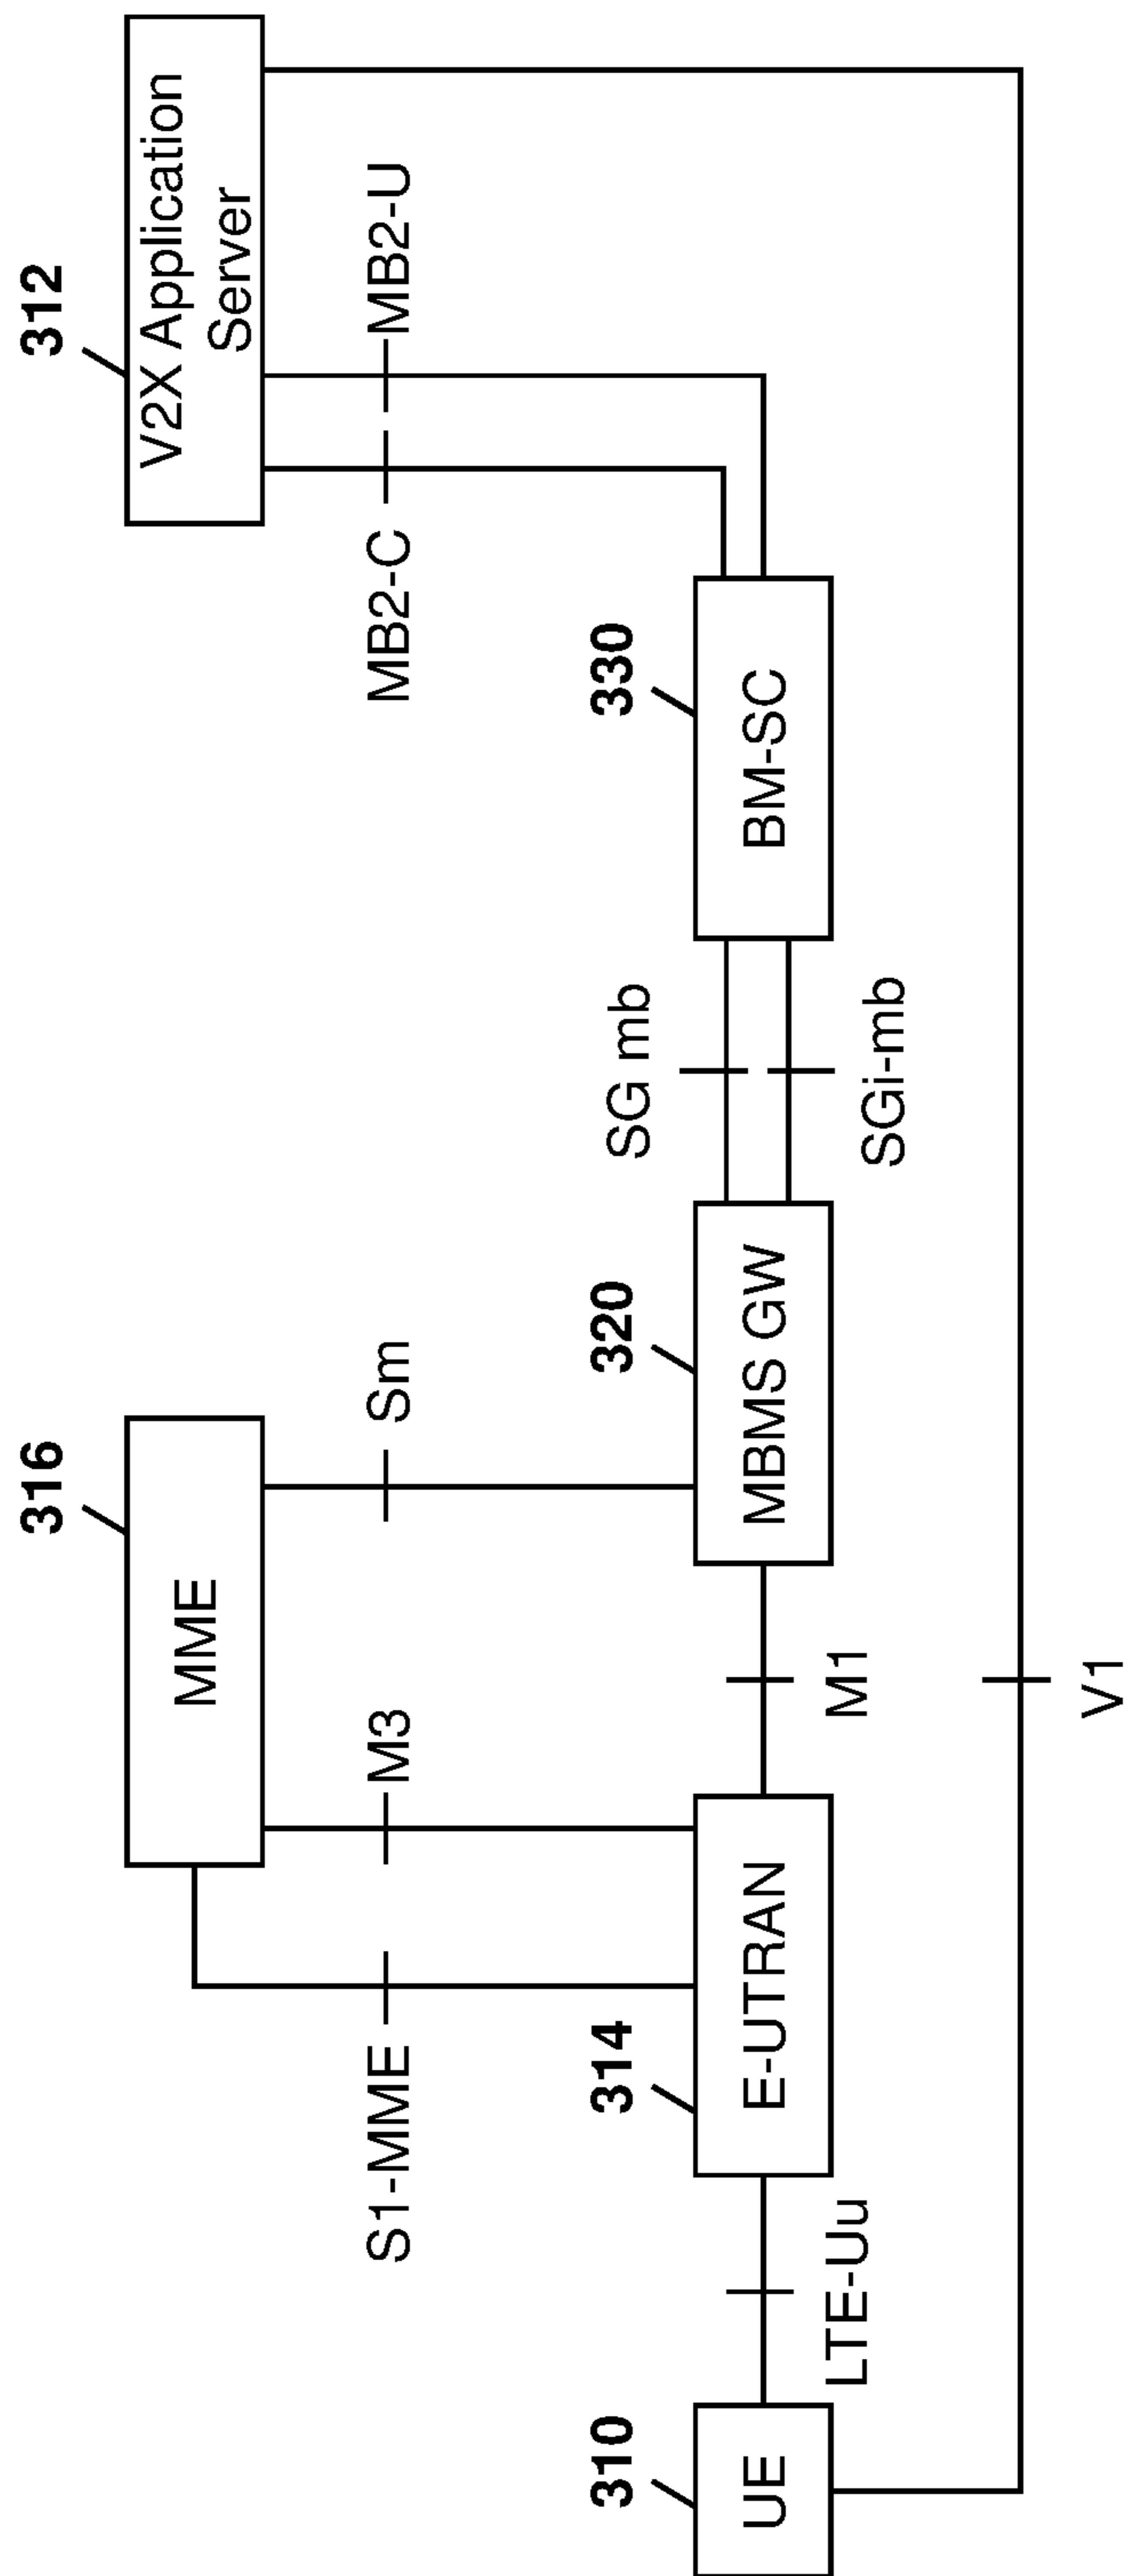 316
MME
312
V2X Application
Server
S1-MME
M3
Sm
MB2-C
MB2-U
310
UE
314
E-UTRAN
320
MBMS GW
SG mb
330
BM-SC
LTE-Uu
M1
SGi-mb
V1